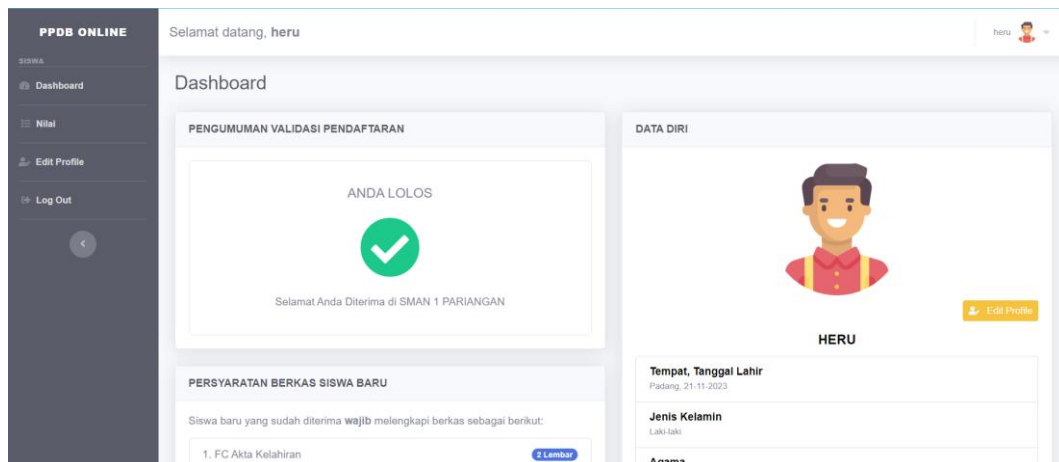 PPDB ONLINE
SISWA
Dashboard
Nilai
Edit Profile
Log Out
Selamat datang, heru
heru
Dashboard
PENGUMUMAN VALIDASI PENDAFTARAN
ANDA LOLOS
Selamat Anda Diterima di SMAN 1 PARIANGAN
PERSYARATAN BERKAS SISWA BARU
Siswa baru yang sudah diterima wajib melengkapi berkas sebagai berikut:
1. FC Akta Kelahiran
2 Lembar
DATA DIRI
Edit Profile
HERU
Tempat, Tanggal Lahir
Padang, 21-11-2023
Jenis Kelamin
Laki-laki
Agama